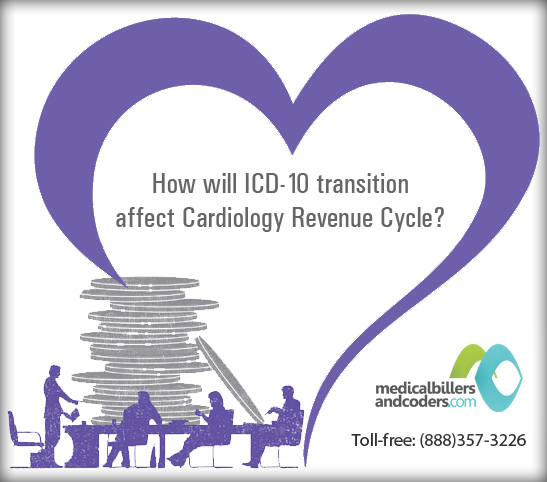 How will ICD-10 transition
affect Cardiology Revenue Cycle?
medicalbillers
andcoders.com
Toll-free: (888)357-3226